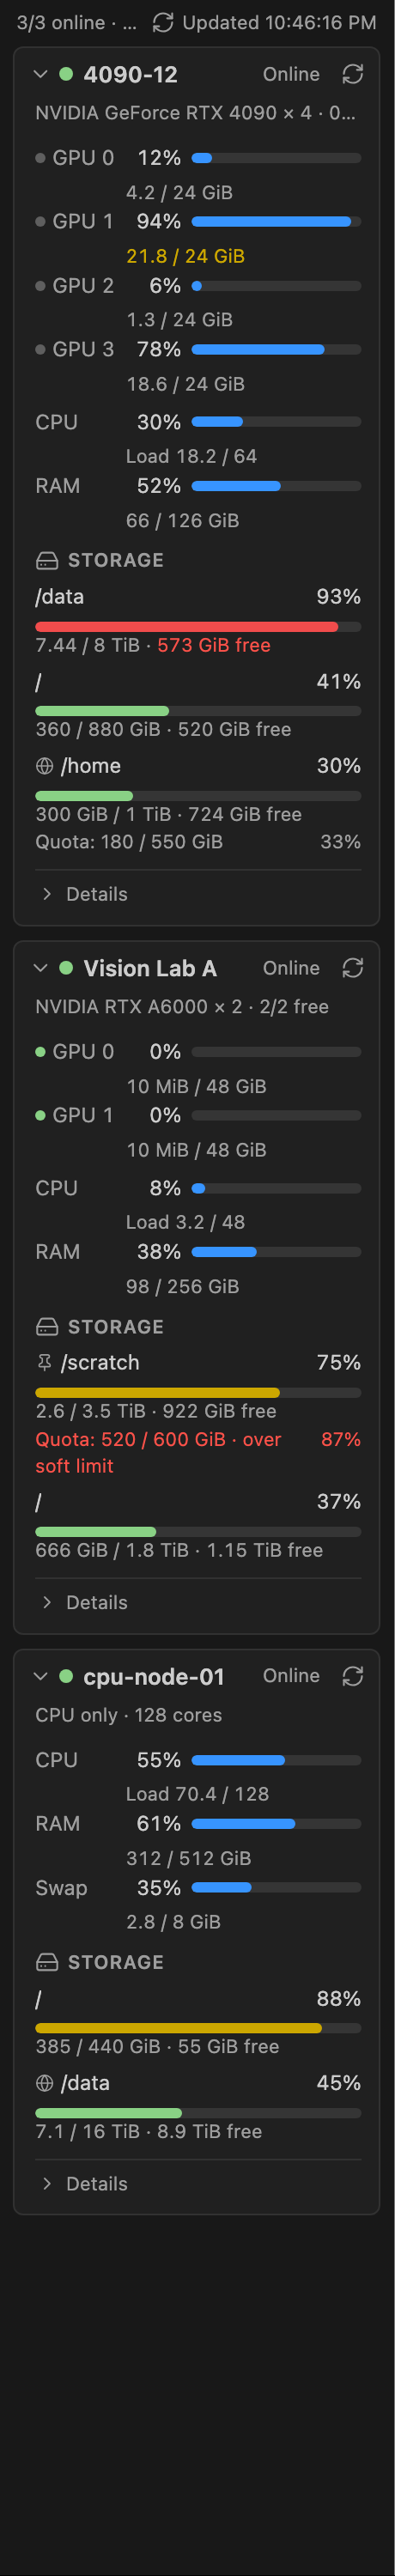 3/3 online · ... Updated 10:46:16 PM
4090-12 Online
NVIDIA GeForce RTX 4090 × 4 · 0...
GPU 0 12%
4.2 / 24 GiB
GPU 1 94%
21.8 / 24 GiB
GPU 2 6%
1.3 / 24 GiB
GPU 3 78%
18.6 / 24 GiB
CPU 30%
Load 18.2 / 64
RAM 52%
66 / 126 GiB
STORAGE
/data 93%
7.44 / 8 TiB · 573 GiB free
/ 41%
360 / 880 GiB · 520 GiB free
/home 30%
300 GiB / 1 TiB · 724 GiB free
Quota: 180 / 550 GiB 33%
Details
Vision Lab A Online
NVIDIA RTX A6000 × 2 · 2/2 free
GPU 0 0%
10 MiB / 48 GiB
GPU 1 0%
10 MiB / 48 GiB
CPU 8%
Load 3.2 / 48
RAM 38%
98 / 256 GiB
STORAGE
/scratch 75%
2.6 / 3.5 TiB · 922 GiB free
Quota: 520 / 600 GiB · over 87%
soft limit
/ 37%
666 GiB / 1.8 TiB · 1.15 TiB free
Details
cpu-node-01 Online
CPU only · 128 cores
CPU 55%
Load 70.4 / 128
RAM 61%
312 / 512 GiB
Swap 35%
2.8 / 8 GiB
STORAGE
/ 88%
385 / 440 GiB · 55 GiB free
/data 45%
7.1 / 16 TiB · 8.9 TiB free
Details